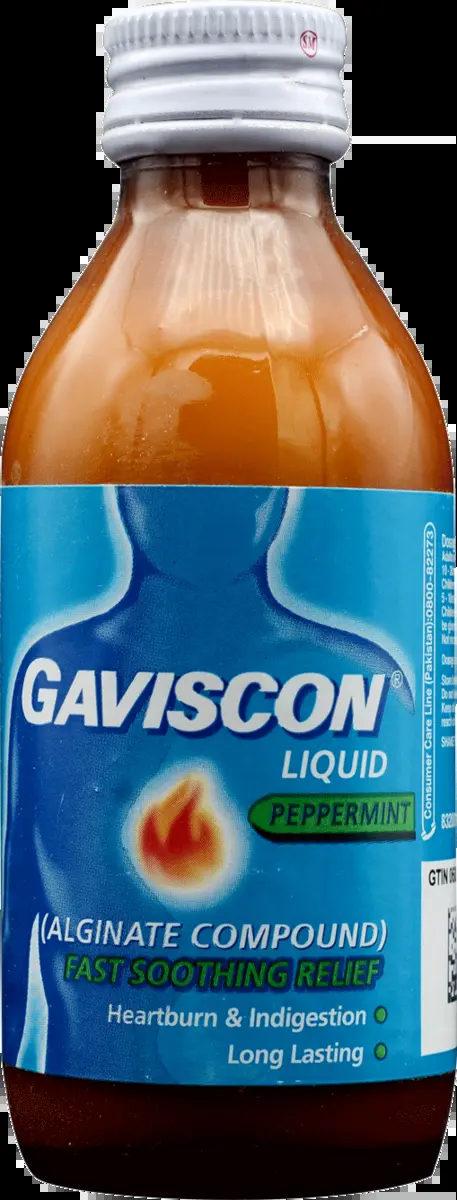 SM
GAVISCON®
LIQUID
PEPPERMINT
(ALGINATE COMPOUND)
FAST SOOTHING RELIEF
Heartburn & Indigestion
Long Lasting
Consumer Care Line (Pakistan):0800-82273
GTIN